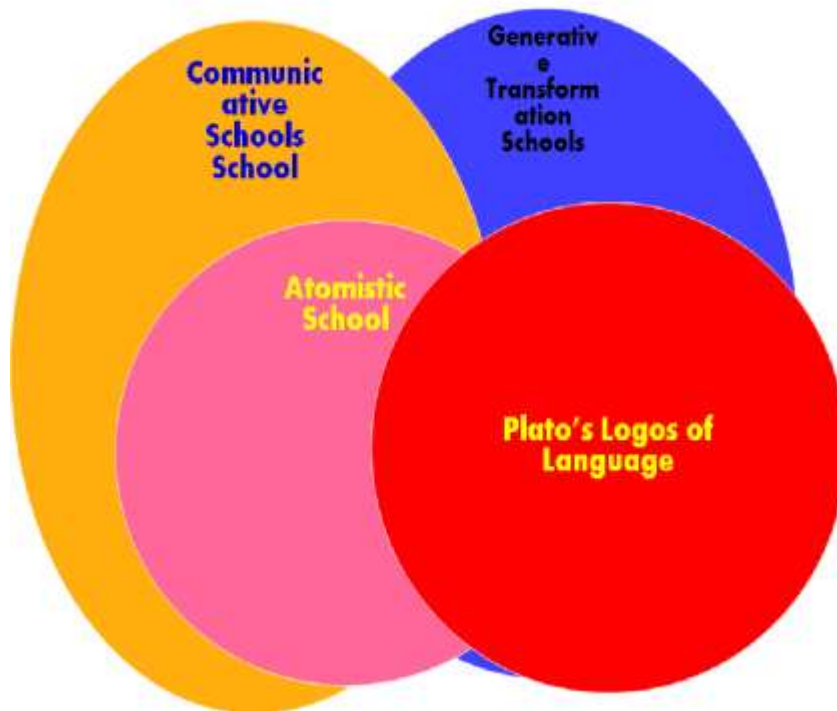 Communic
ative
Schools
School
Generativ
e
Transform
ation
Schools
Atomistic
School
Plato's Logos of
Language